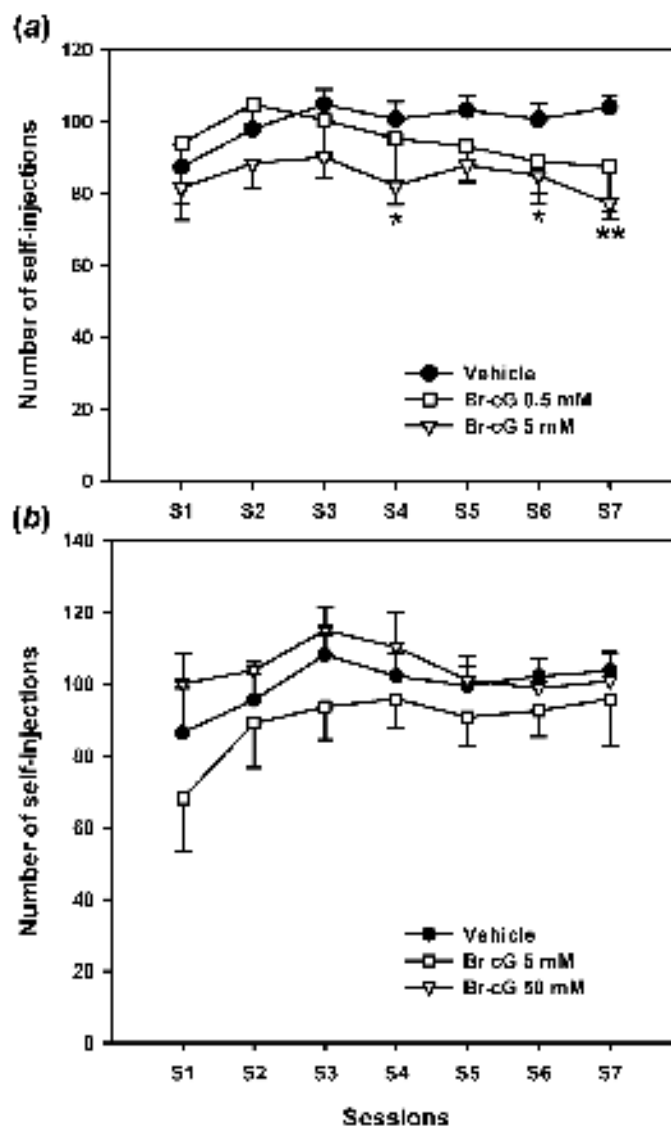 (a)
120
100
80
60
40
20
0
Number of self-injections
* * **
Vehicle
Br-cG 0.5 mM
Br-cG 5 mM
S1 S2 S3 S4 S5 S6 S7
(b)
140
120
100
80
60
40
20
0
Number of self-injections
Vehicle
Br cG 5 mM
Br-cG 50 mM
S1 S2 S3 S4 S5 S6 S7
Sessions